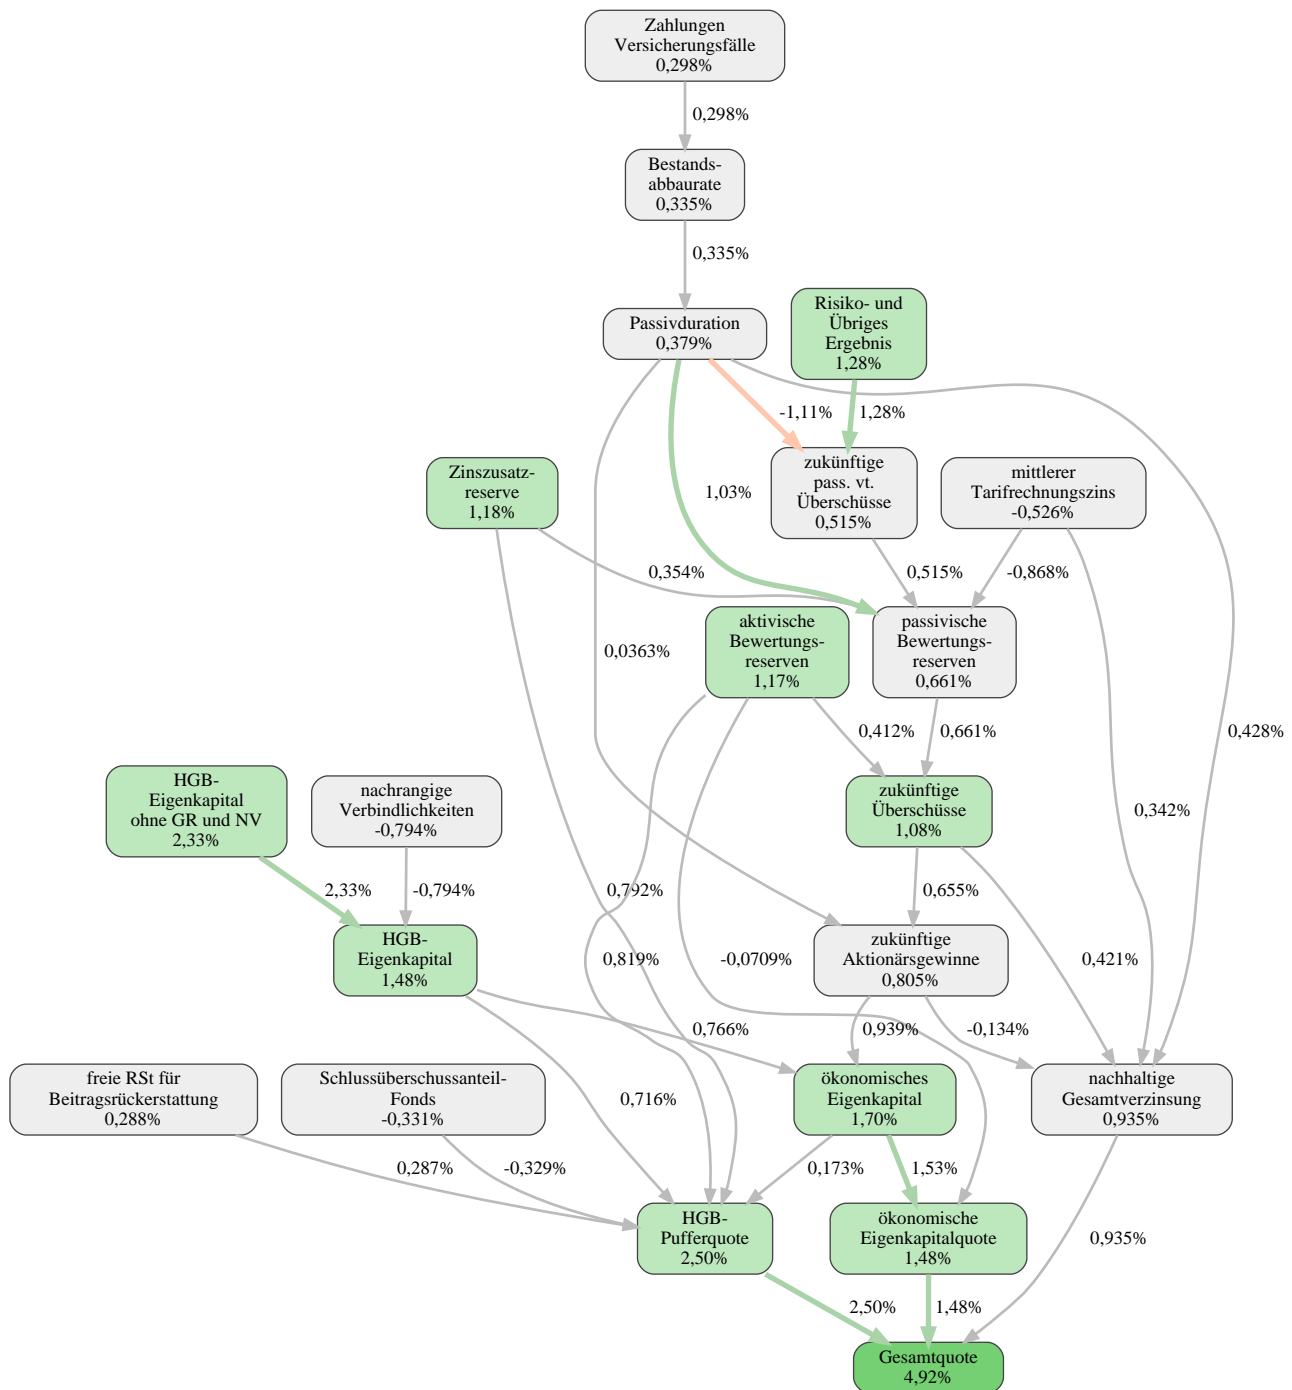 Zahlungen
Versicherungsfälle
0,298%
0,298%
Bestands-
abbaurate
0,335%
0,335%
Passivduration
0,379%
Risiko- und
Übriges
Ergebnis
1,28%
-1,11%
1,28%
Zinszusatz-
reserve
1,18%
1,03%
zukünftige
pass. vt.
Überschüsse
0,515%
mittlerer
Tarifrechnungszins
-0,526%
0,354%
0,515%
-0,868%
0,0363%
aktivische
Bewertungs-
reserven
1,17%
passivische
Bewertungs-
reserven
0,661%
0,412%
0,661%
0,428%
HGB-
Eigenkapital
ohne GR und NV
2,33%
nachrangige
Verbindlichkeiten
-0,794%
zukünftige
Überschüsse
1,08%
0,342%
2,33%
-0,794%
0,792%
0,655%
HGB-
Eigenkapital
1,48%
0,819%
-0,0709%
zukünftige
Aktionärsgewinne
0,805%
0,421%
0,766%
0,939%
-0,134%
freie RSt für
Beitragsrückerstattung
0,288%
Schlussüberschussanteil-
Fonds
-0,331%
0,716%
ökonomisches
Eigenkapital
1,70%
nachhaltige
Gesamtverzinsung
0,935%
0,287%
-0,329%
0,173%
1,53%
HGB-
Pufferquote
2,50%
ökonomische
Eigenkapitalquote
1,48%
0,935%
2,50%
1,48%
Gesamtquote
4,92%